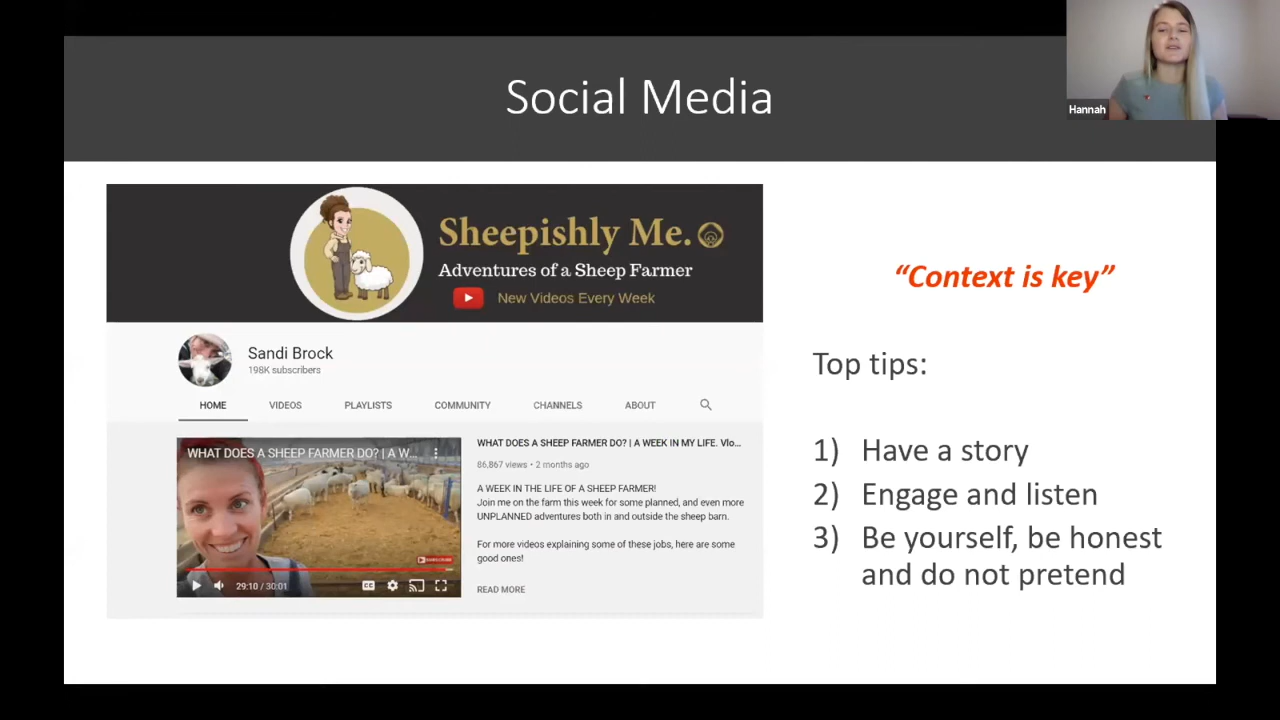 Social Media
Hannah
Sheepishly Me.
Adventures of a Sheep Farmer
New Videos Every Week
Sandi Brock
198K subscribers
HOME VIDEOS PLAYLISTS COMMUNITY CHANNELS ABOUT
WHAT DOES A SHEEP FARMER DO? | A W...
SUBSCRIBE
29:10 / 30:01
CC
WHAT DOES A SHEEP FARMER DO? | A WEEK IN MY LIFE. Vlo...
86,867 views • 2 months ago
A WEEK IN THE LIFE OF A SHEEP FARMER!
Join me on the farm this week for some planned, and even more
UNPLANNED adventures both in and outside the sheep barn.
For more videos explaining some of these jobs, here are some
good ones!
READ MORE
“Context is key”
Top tips:
1) Have a story
2) Engage and listen
3) Be yourself, be honest
and do not pretend